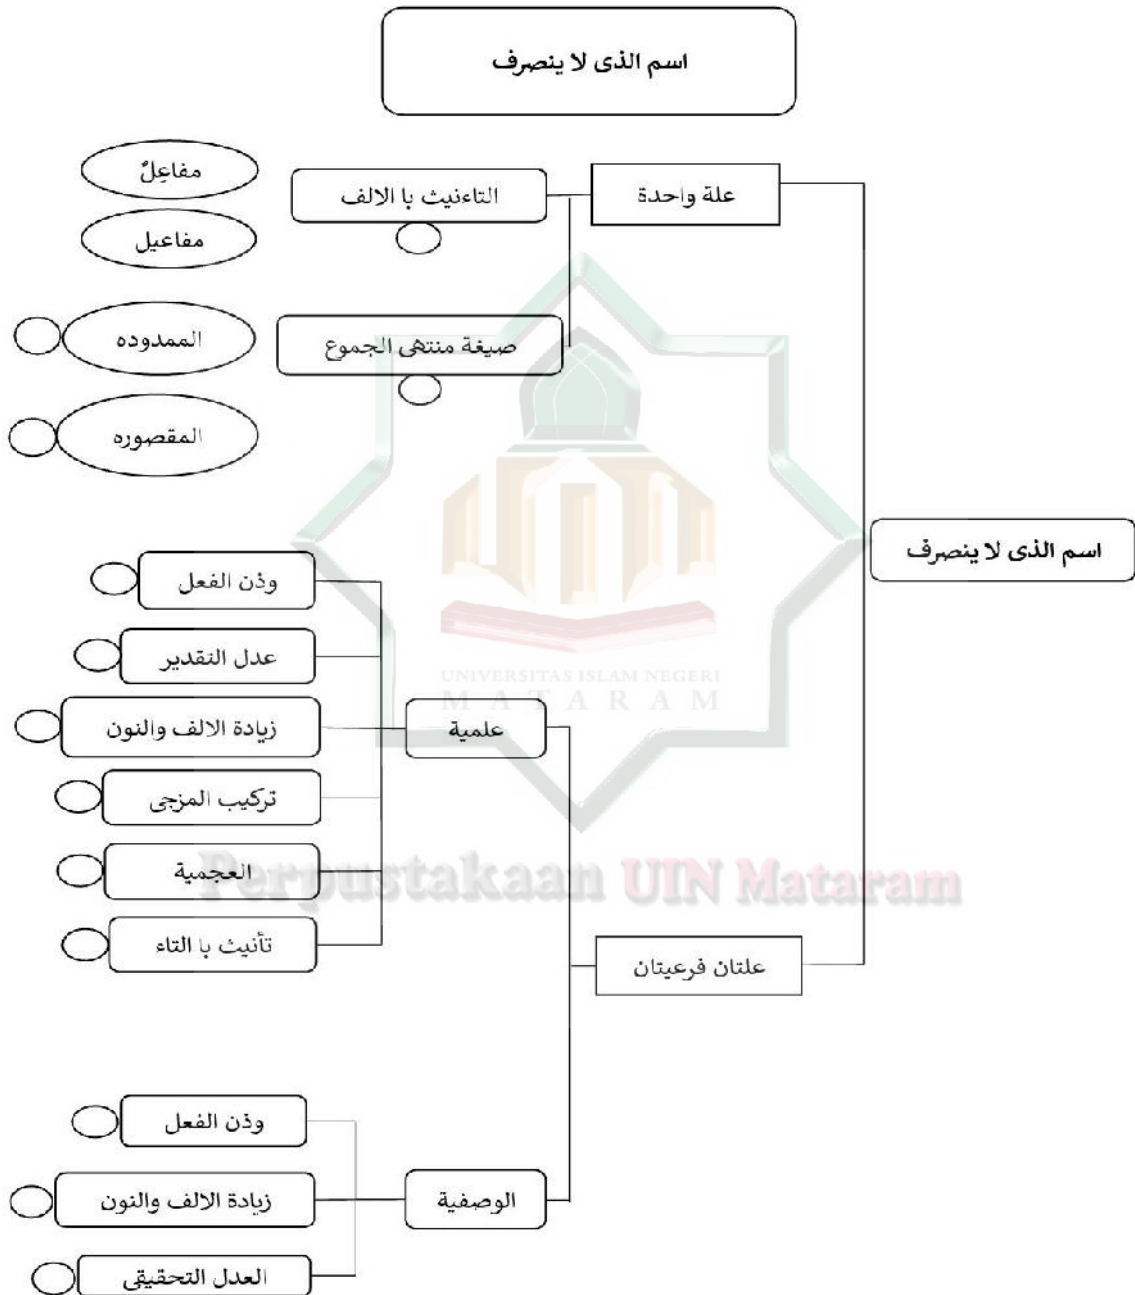 اسم الذى لا ينصرف
علة واحدة
التاءنيث با الالف
مفاعِلٌ
مفاعيل
صيغة منتهى الجموع
الممدوده
المقصوره
اسم الذى لا ينصرف
وذن الفعل
عدل التقدير
علمية
زيادة الالف والنون
تركيب المزجى
العجمية
تأنيث با التاء
علتان فرعيتان
وذن الفعل
الوصفية
زيادة الالف والنون
العدل التحقيقى
UNIVERSITAS ISLAM NEGERI
MATARAM
Perpustakaan UIN Mataram